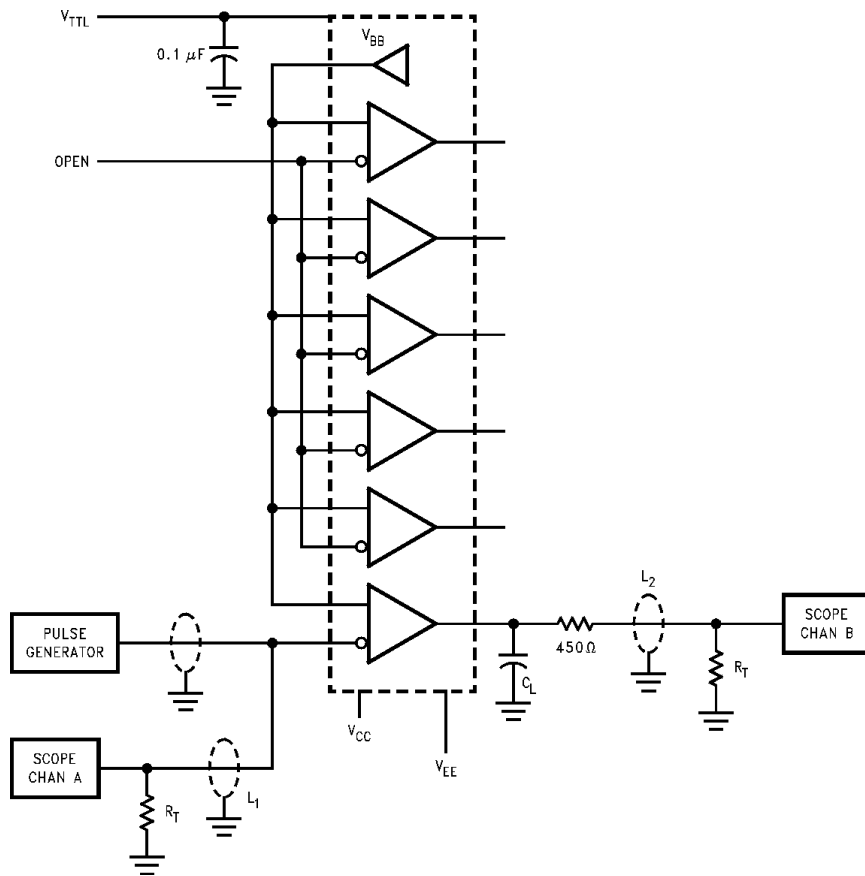 V_TTL
V_BB
0.1 μF
OPEN
L_2
PULSE
GENERATOR
SCOPE
CHAN B
450Ω
C_L
R_T
V_CC
SCOPE
CHAN A
V_EE
L_1
R_T